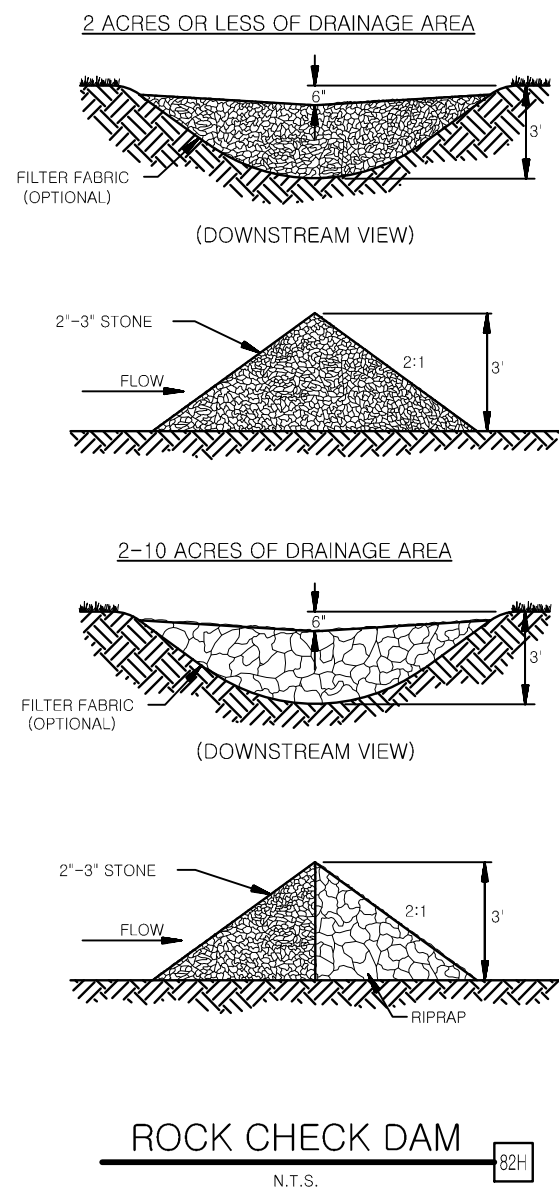 2 ACRES OR LESS OF DRAINAGE AREA
6"
3'
FILTER FABRIC
(OPTIONAL)
(DOWNSTREAM VIEW)
2"-3" STONE
2:1
3'
FLOW
2-10 ACRES OF DRAINAGE AREA
6"
3'
FILTER FABRIC
(OPTIONAL)
(DOWNSTREAM VIEW)
2"-3" STONE
2:1
3'
FLOW
RIPRAP
ROCK CHECK DAM
82H
N.T.S.